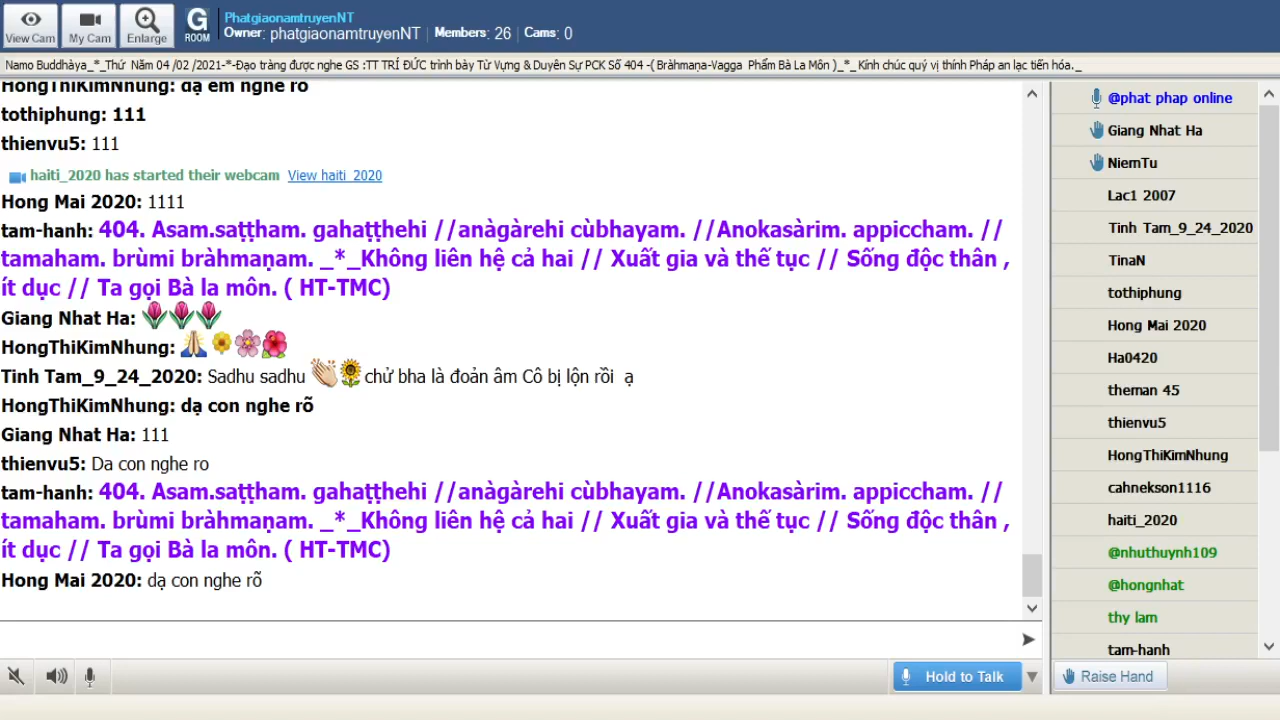 View Cam
My Cam
Enlarge
G
ROOM
PhatgiaonamtruyenNT
Owner: phatgiaonamtruyenNT Members: 26 Cams: 0
Namo Buddhàya_*_Thứ Năm 04 /02 /2021-*-Đạo tràng được nghe GS :TT TRÍ ĐỨC trình bày Từ Vựng & Duyên Sự PCK Số 404 -( Bràhmaṇa-Vagga Phẩm Bà La Môn )_*_ Kính chúc quý vị thính Pháp an lạc tiến hóa._
HongThiKimNhung: dạ em nghe rõ
tothiphung: 111
thienvu5: 111
haiti_2020 has started their webcam View haiti_2020
Hong Mai 2020: 1111
tam-hanh: 404. Asam.saṭṭham. gahaṭṭhehi //anàgàrehi cùbhayam. //Anokasàrim. appiccham. //
tamaham. brùmi bràhmaṇam. _*_Không liên hệ cả hai // Xuất gia và thế tục // Sống độc thân ,
ít dục // Ta gọi Bà la môn. ( HT-TMC)
Giang Nhat Ha:
HongThiKimNhung:
Tinh Tam_9_24_2020: Sadhu sadhu chử bha là đoản âm Cô bị lộn rồi ạ
HongThiKimNhung: dạ con nghe rõ
Giang Nhat Ha: 111
thienvu5: Da con nghe ro
tam-hanh: 404. Asam.saṭṭham. gahaṭṭhehi //anàgàrehi cùbhayam. //Anokasàrim. appiccham. //
tamaham. brùmi bràhmaṇam. _*_Không liên hệ cả hai // Xuất gia và thế tục // Sống độc thân ,
ít dục // Ta gọi Bà la môn. ( HT-TMC)
Hong Mai 2020: dạ con nghe rõ
Hold to Talk
@phat phap online
Giang Nhat Ha
NiemTu
Lac1 2007
Tinh Tam_9_24_2020
TinaN
tothiphung
Hong Mai 2020
Ha0420
theman 45
thienvu5
HongThiKimNhung
cahnekson1116
haiti_2020
@nhuthuynh109
@hongnhat
thy lam
tam-hanh
Raise Hand